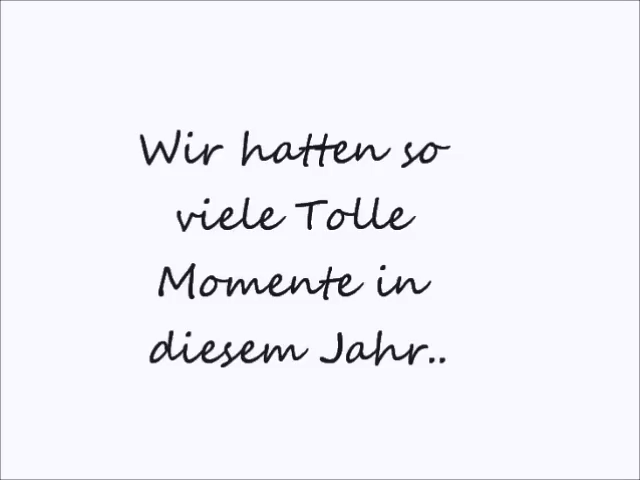 Wir hatten so
viele Tolle
Momente in
diesem Jahr..